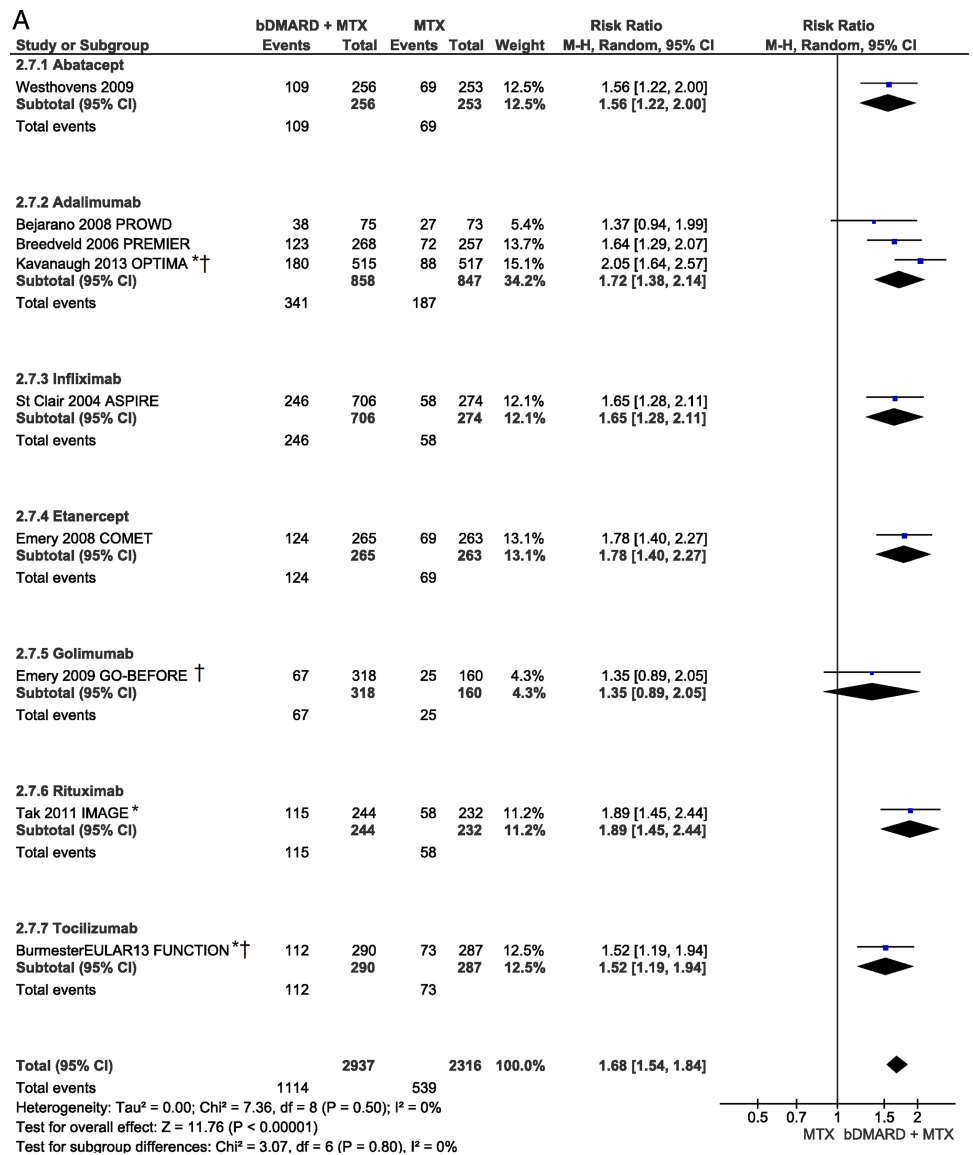 A
bDMARD + MTX MTX Risk Ratio Risk Ratio
Study or Subgroup Events Total Events Total Weight M-H, Random, 95% CI M-H, Random, 95% CI
2.7.1 Abatacept
Westhovens 2009 109 256 69 253 12.5% 1.56 [1.22, 2.00]
Subtotal (95% CI) 256 253 12.5% 1.56 [1.22, 2.00]
Total events 109 69
2.7.2 Adalimumab
Bejarano 2008 PROWD 38 75 27 73 5.4% 1.37 [0.94, 1.99]
Breedveld 2006 PREMIER 123 268 72 257 13.7% 1.64 [1.29, 2.07]
Kavanaugh 2013 OPTIMA *† 180 515 88 517 15.1% 2.05 [1.64, 2.57]
Subtotal (95% CI) 858 847 34.2% 1.72 [1.38, 2.14]
Total events 341 187
2.7.3 Infliximab
St Clair 2004 ASPIRE 246 706 58 274 12.1% 1.65 [1.28, 2.11]
Subtotal (95% CI) 706 274 12.1% 1.65 [1.28, 2.11]
Total events 246 58
2.7.4 Etanercept
Emery 2008 COMET 124 265 69 263 13.1% 1.78 [1.40, 2.27]
Subtotal (95% CI) 265 263 13.1% 1.78 [1.40, 2.27]
Total events 124 69
2.7.5 Golimumab
Emery 2009 GO-BEFORE † 67 318 25 160 4.3% 1.35 [0.89, 2.05]
Subtotal (95% CI) 318 160 4.3% 1.35 [0.89, 2.05]
Total events 67 25
2.7.6 Rituximab
Tak 2011 IMAGE * 115 244 58 232 11.2% 1.89 [1.45, 2.44]
Subtotal (95% CI) 244 232 11.2% 1.89 [1.45, 2.44]
Total events 115 58
2.7.7 Tocilizumab
BurmesterEULAR13 FUNCTION *† 112 290 73 287 12.5% 1.52 [1.19, 1.94]
Subtotal (95% CI) 290 287 12.5% 1.52 [1.19, 1.94]
Total events 112 73
Total (95% CI) 2937 2316 100.0% 1.68 [1.54, 1.84]
Total events 1114 539
Heterogeneity: Tau² = 0.00; Chi² = 7.36, df = 8 (P = 0.50); I² = 0%
Test for overall effect: Z = 11.76 (P < 0.00001)
Test for subgroup differences: Chi² = 3.07, df = 6 (P = 0.80), I² = 0%
0.5 0.7 1 1.5 2
MTX bDMARD + MTX